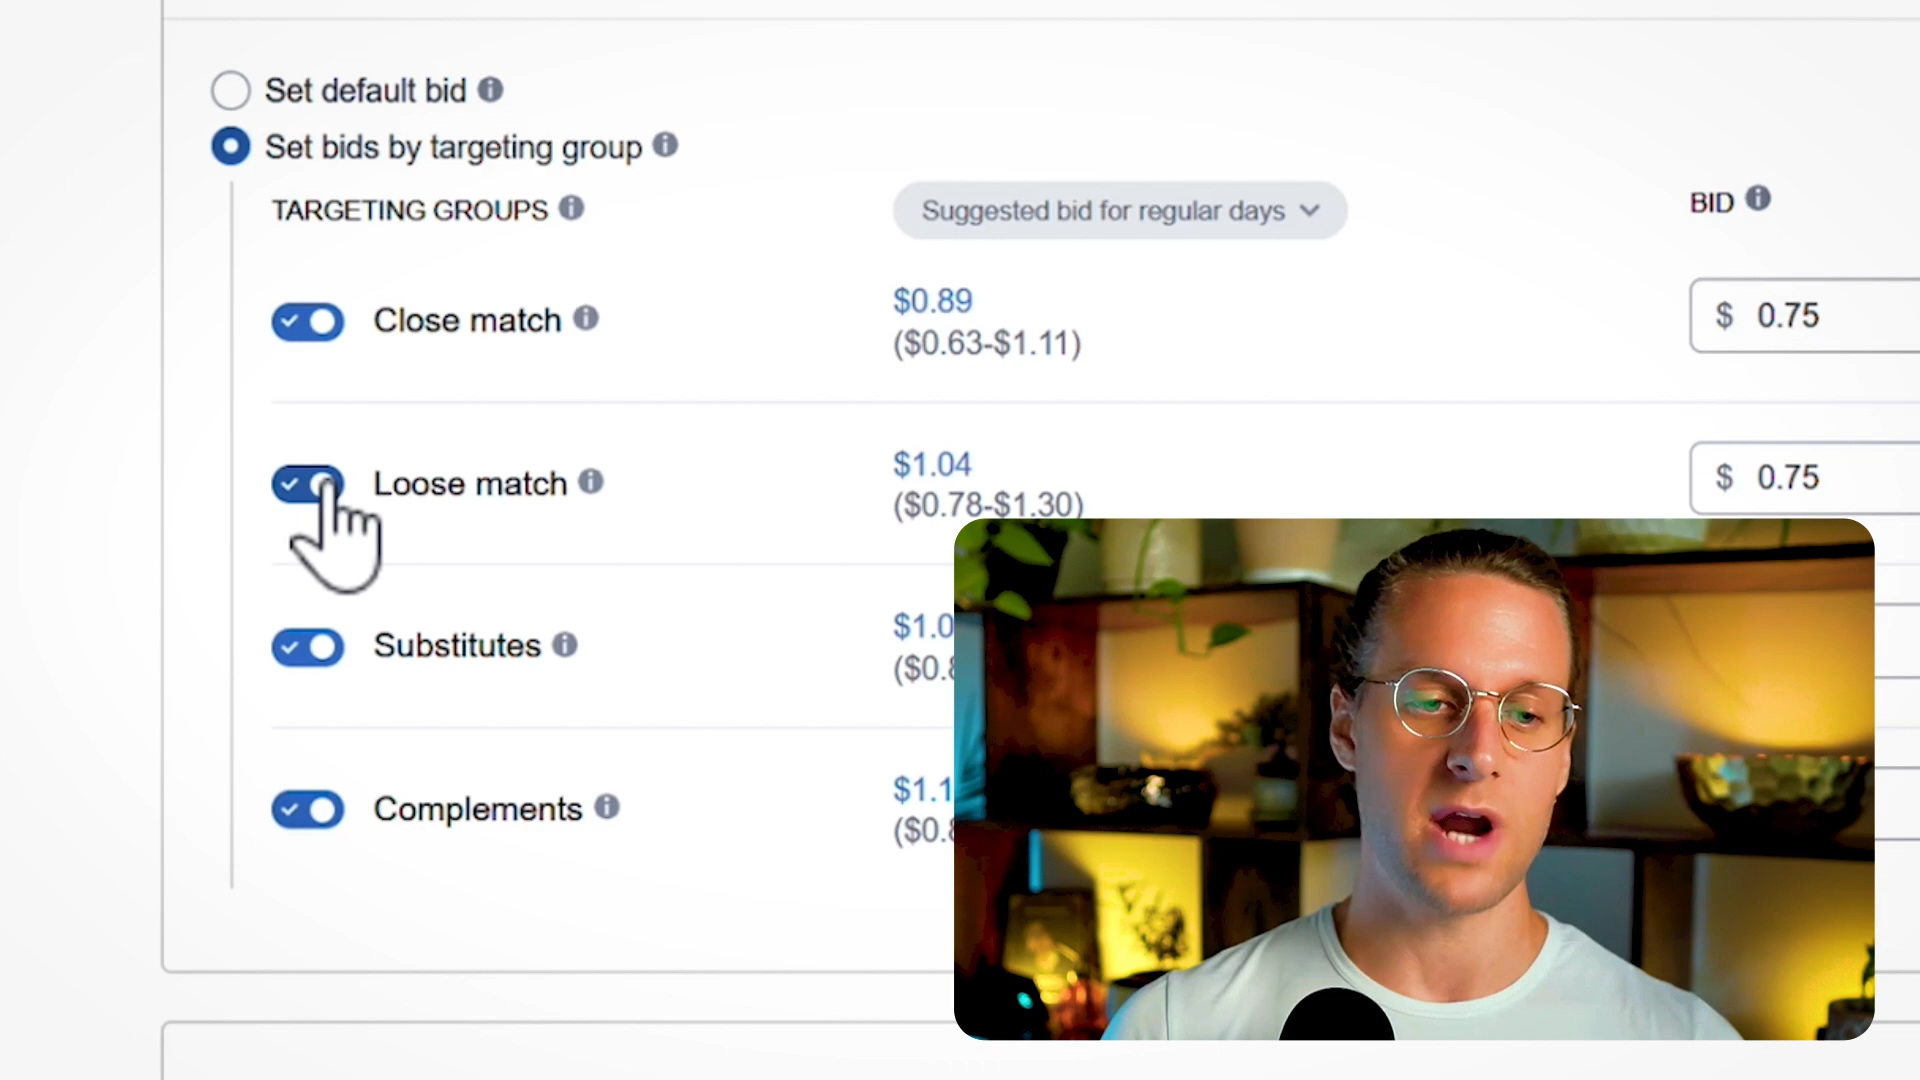 Set default bid
Set bids by targeting group
TARGETING GROUPS
Suggested bid for regular days
BID
Close match
$0.89
($0.63-$1.11)
$ 0.75
Loose match
$1.04
($0.78-$1.30)
$ 0.75
Substitutes
Complements